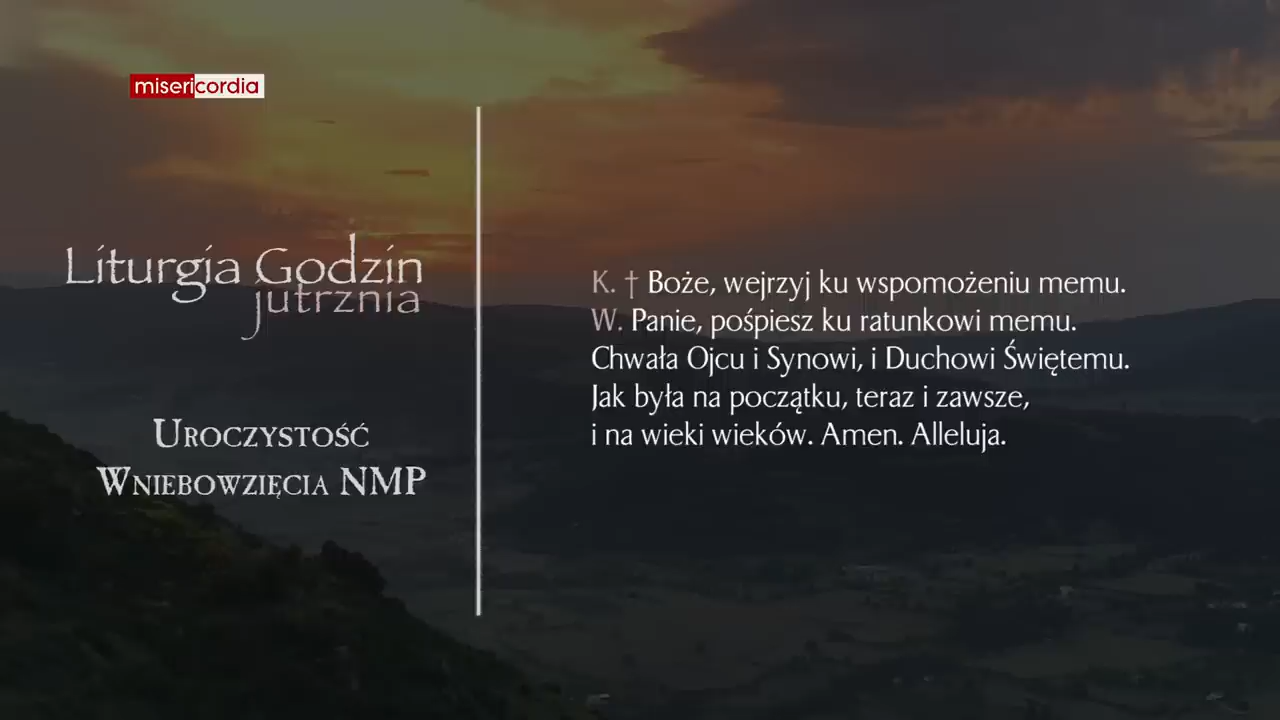 misericordia
Liturgia Godzin
jutrznia
Uroczystość
Wniebowzięcia NMP
K. † Boże, wejrzyj ku wspomożeniu memu.
W. Panie, pośpiesz ku ratunkowi memu.
Chwała Ojcu i Synowi, i Duchowi Świętemu.
Jak była na początku, teraz i zawsze,
i na wieki wieków. Amen. Alleluja.